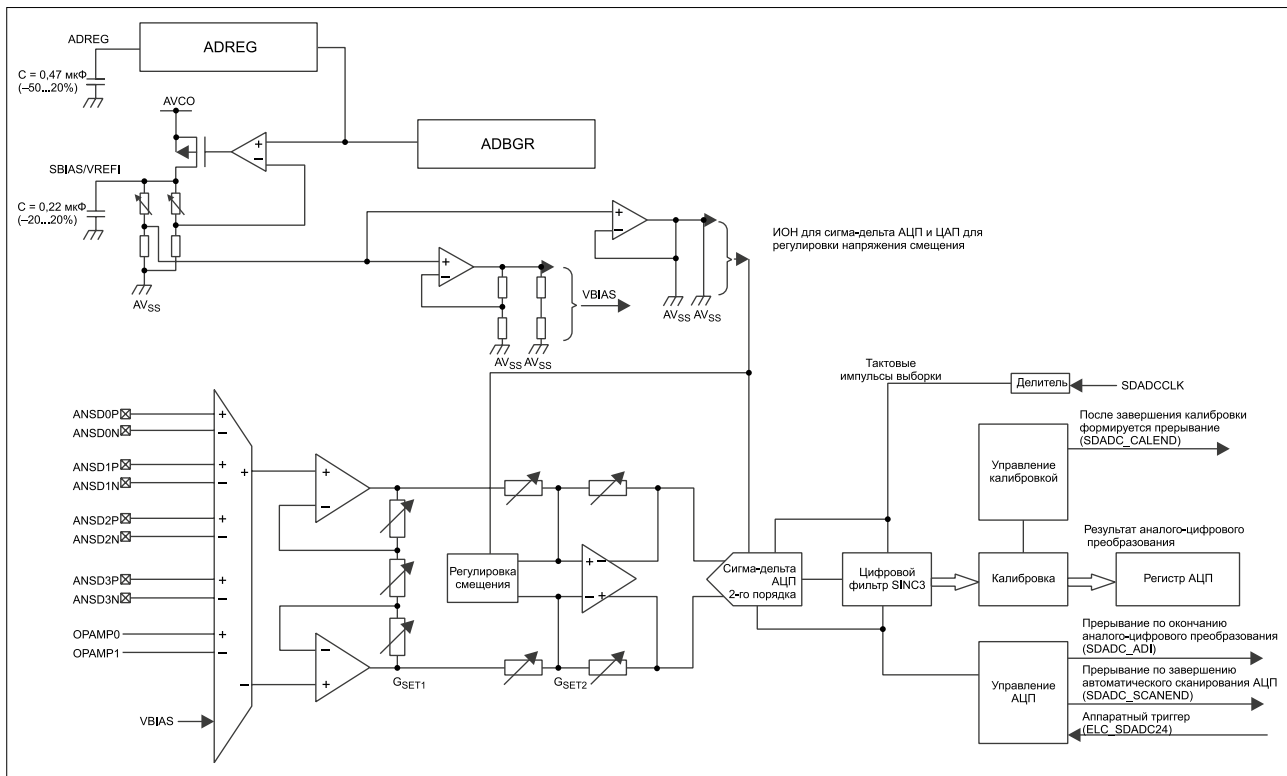 ADREG
ADREG
C = 0,47 мкФ
(–50...20%)
AVCO
+
−
ADBGR
SBIAS/VREFI
C = 0,22 мкФ
(–20...20%)
AVSS
+
−
+
−
ИОН для сигма-дельта АЦП и ЦАП для
регулировки напряжения смещения
VBIAS
AVSS AVSS
AVSS AVSS
Тактовые
импульсы выборки
Делитель
SDADCCLK
ANSD0P +
ANSD0N −
ANSD1P +
ANSD1N −
ANSD2P +
ANSD2N −
ANSD3P +
ANSD3N −
OPAMP0 +
OPAMP1 −
VBIAS
+
−
+
−
−
+
GSET1
GSET2
Регулировка
смещения
+ −
− +
Сигма-дельта
АЦП
2-го порядка
Цифровой
фильтр SINC3
Управление
калибровкой
После завершения калибровки
формируется прерывание
(SDADC_CALEND)
Калибровка
Результат аналого-цифрового
преобразования
Регистр АЦП
Управление
АЦП
Прерывание по окончанию
аналого-цифрового преобразования
(SDADC_ADI)
Прерывание по завершению
автоматического сканирования АЦП
(SDADC_SCANEND)
Аппаратный триггер
(ELC_SDADC24)